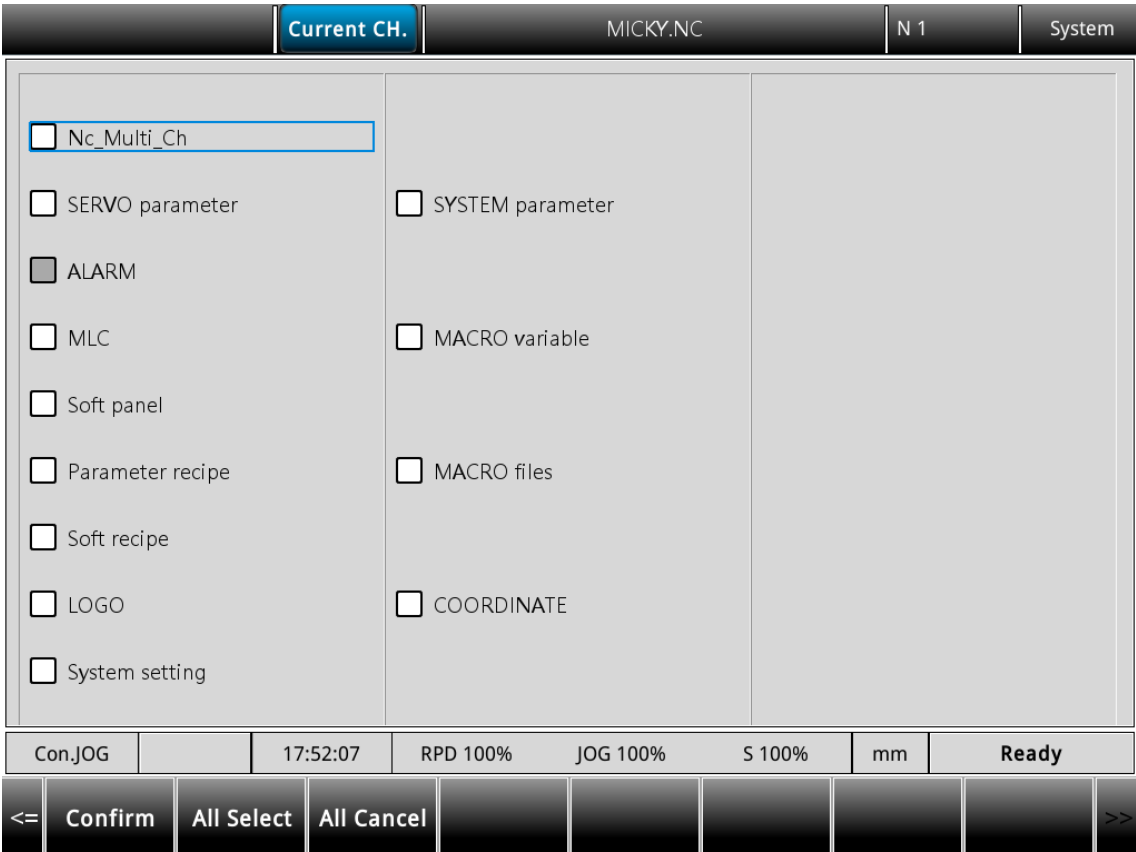 Current CH. MICKY.NC N 1 System
Nc_Multi_Ch
SERVO parameter SYSTEM parameter
ALARM
MLC MACRO variable
Soft panel
Parameter recipe MACRO files
Soft recipe
LOGO COORDINATE
System setting
Con.JOG 17:52:07 RPD 100% JOG 100% S 100% mm Ready
<= Confirm All Select All Cancel >>